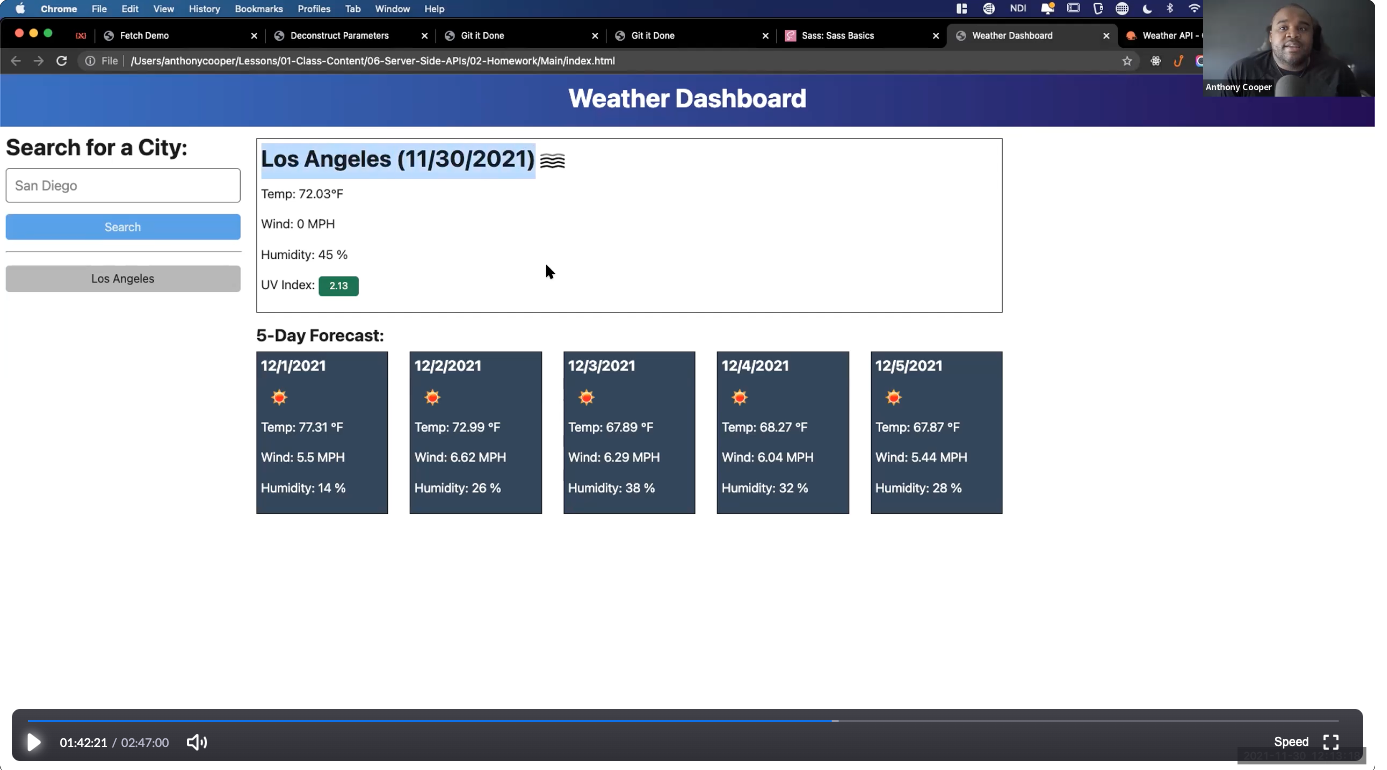 Chrome File Edit View History Bookmarks Profiles Tab Window Help NDI
Fetch Demo Deconstruct Parameters Git it Done Git it Done Sass: Sass Basics Weather Dashboard Weather API -
File /Users/anthonycooper/Lessons/01-Class-Content/06-Server-Side-APIs/02-Homework/Main/index.html
Anthony Cooper
Weather Dashboard
Search for a City:
San Diego
Search
Los Angeles
Los Angeles (11/30/2021)
Temp: 72.03°F
Wind: 0 MPH
Humidity: 45 %
UV Index: 2.13
5-Day Forecast:
12/1/2021
Temp: 77.31 °F
Wind: 5.5 MPH
Humidity: 14 %
12/2/2021
Temp: 72.99 °F
Wind: 6.62 MPH
Humidity: 26 %
12/3/2021
Temp: 67.89 °F
Wind: 6.29 MPH
Humidity: 38 %
12/4/2021
Temp: 68.27 °F
Wind: 6.04 MPH
Humidity: 32 %
12/5/2021
Temp: 67.87 °F
Wind: 5.44 MPH
Humidity: 28 %
01:42:21 / 02:47:00
Speed